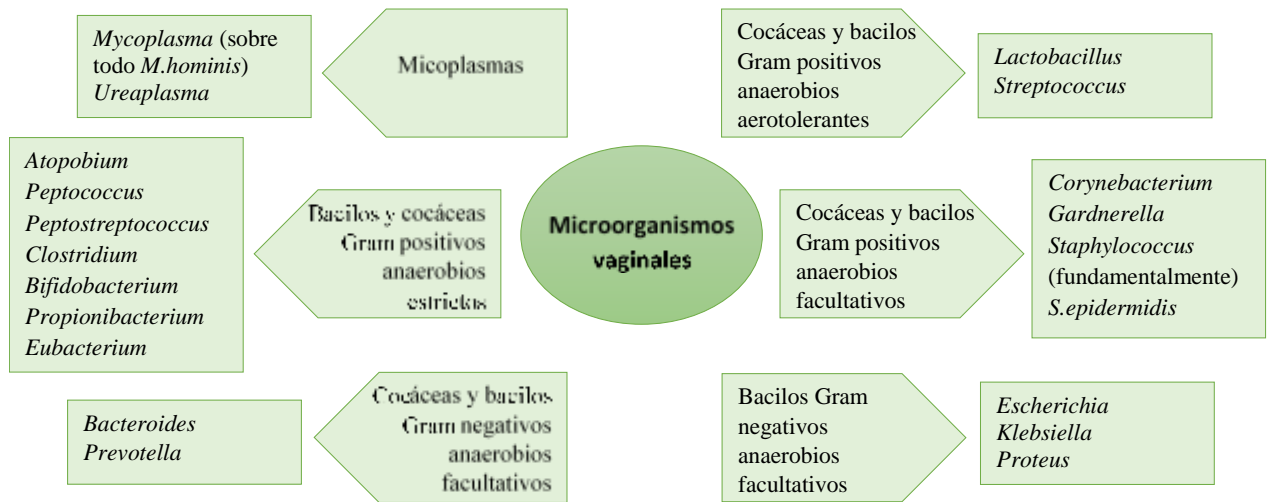 Mycoplasma (sobre
todo M.hominis)
Ureaplasma
Micoplasmas
Cocáceas y bacilos
Gram positivos
anaerobios
aerotolerantes
Lactobacillus
Streptococcus
Atopobium
Peptococcus
Peptostreptococcus
Clostridium
Bifidobacterium
Propionibacterium
Eubacterium
Bacilos y cocáceas
Gram positivos
anaerobios
estrictos
Microorganismos
vaginales
Cocáceas y bacilos
Gram positivos
anaerobios
facultativos
Corynebacterium
Gardnerella
Staphylococcus
(fundamentalmente)
S.epidermidis
Bacteroides
Prevotella
Cocáceas y bacilos
Gram negativos
anaerobios
facultativos
Bacilos Gram
negativos
anaerobios
facultativos
Escherichia
Klebsiella
Proteus